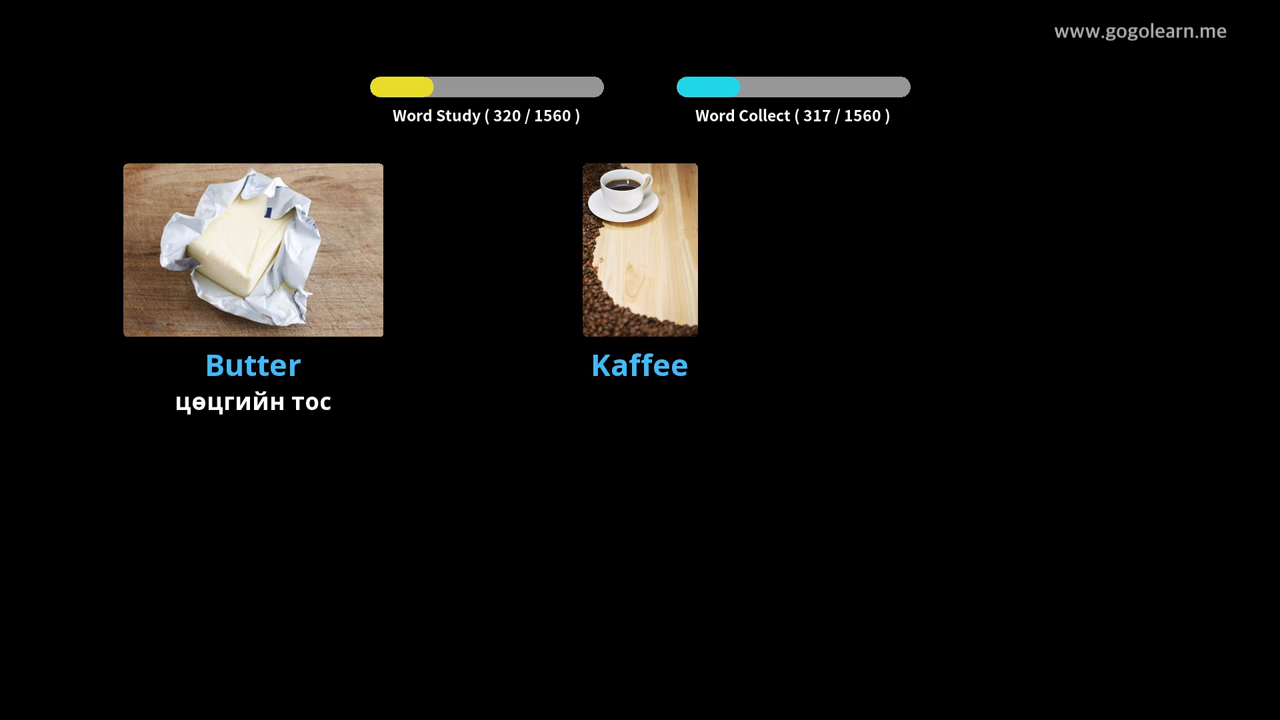 www.gogolearn.me
Word Study ( 320 / 1560 )
Word Collect ( 317 / 1560 )
Butter
цөцгийн тос
Kaffee